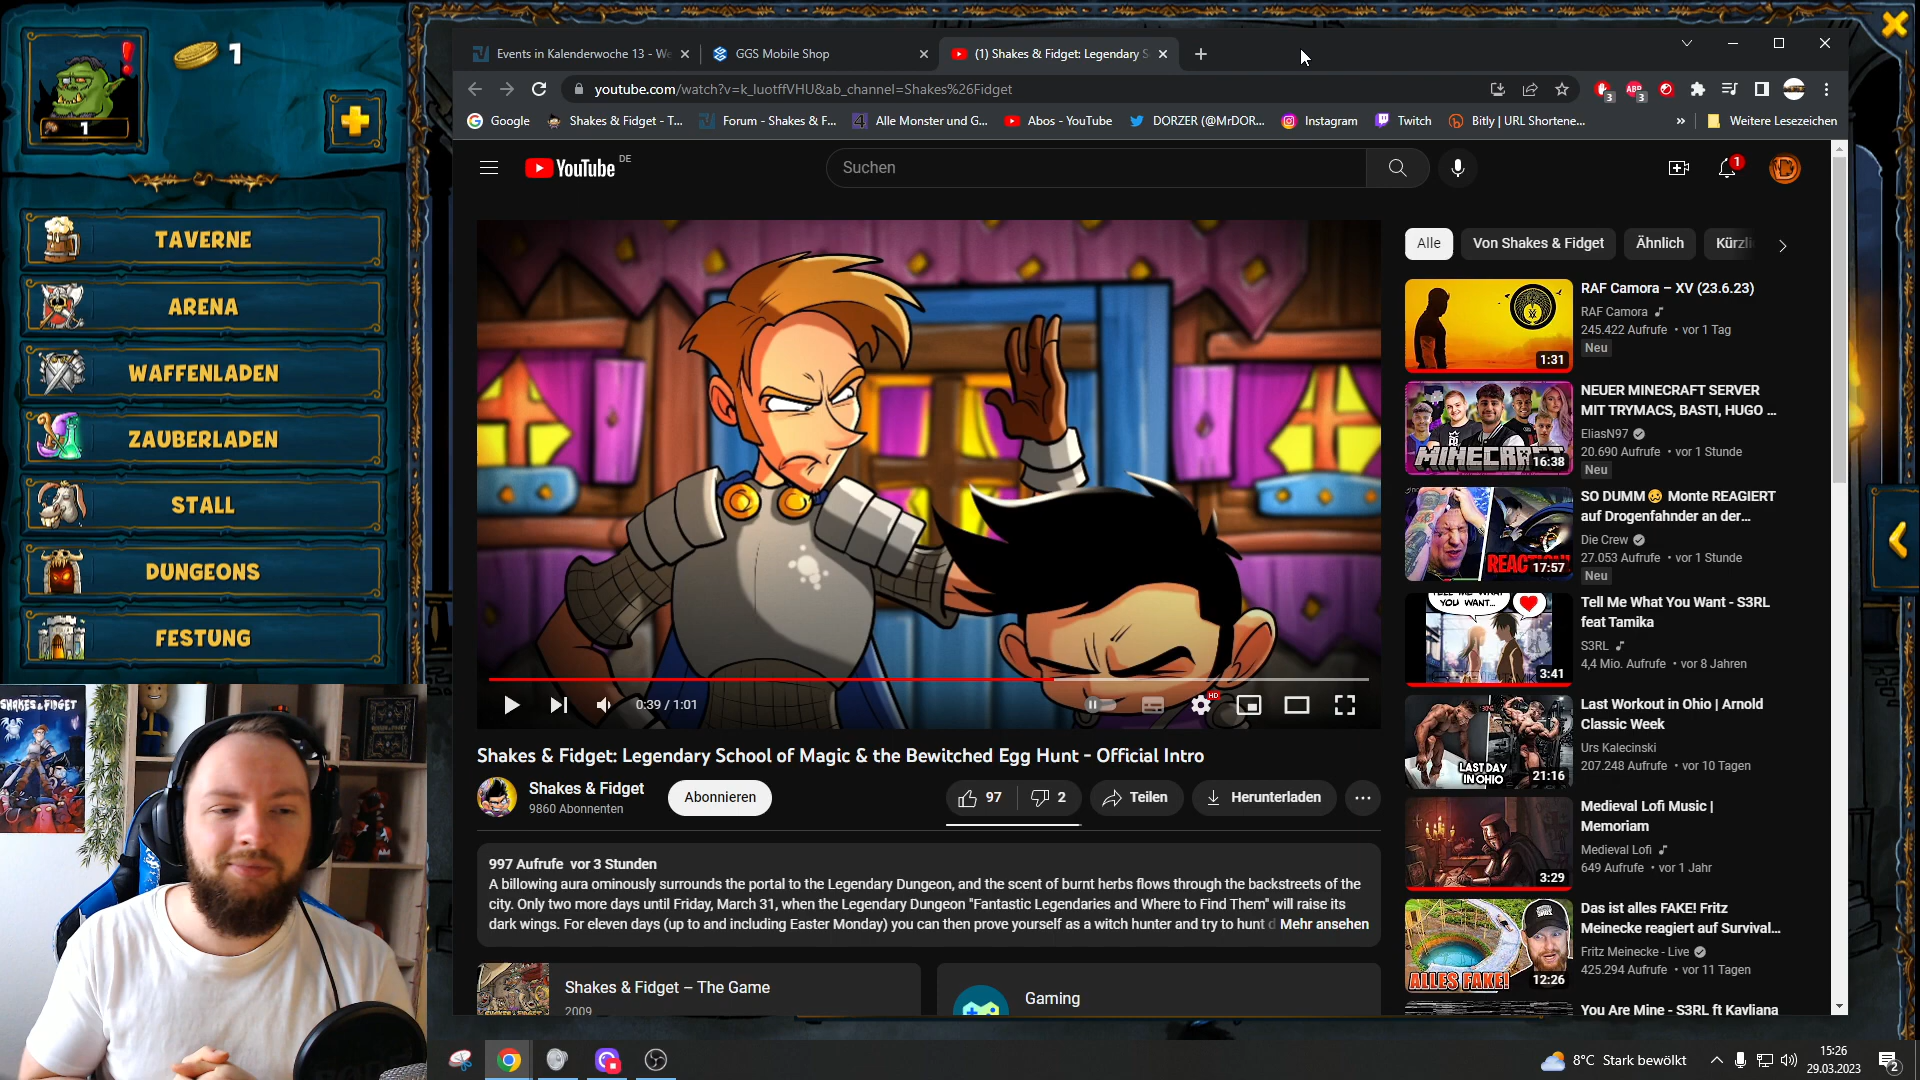 1
1
TAVERNE
ARENA
WAFFENLADEN
ZAUBERLADEN
STALL
DUNGEONS
FESTUNG
SHAKES & FIDGET
Events in Kalenderwoche 13 - We
GGS Mobile Shop
(1) Shakes & Fidget: Legendary S
youtube.com/watch?v=k_luotffVHU&ab_channel=Shakes%26Fidget
3
ABP
3
Google
Shakes & Fidget - T...
Forum - Shakes & F...
Alle Monster und G...
Abos - YouTube
DORZER (@MrDOR...
Instagram
Twitch
Bitly | URL Shortene...
»
Weitere Lesezeichen
YouTube DE
Suchen
1
0:39 / 1:01
HD
Shakes & Fidget: Legendary School of Magic & the Bewitched Egg Hunt - Official Intro
Shakes & Fidget
9860 Abonnenten
Abonnieren
97
2
Teilen
Herunterladen
997 Aufrufe vor 3 Stunden
A billowing aura ominously surrounds the portal to the Legendary Dungeon, and the scent of burnt herbs flows through the backstreets of the
city. Only two more days until Friday, March 31, when the Legendary Dungeon "Fantastic Legendaries and Where to Find Them" will raise its
dark wings. For eleven days (up to and including Easter Monday) you can then prove yourself as a witch hunter and try to hunt d Mehr ansehen
Shakes & Fidget – The Game
2009
Gaming
Alle
Von Shakes & Fidget
Ähnlich
Kürzli
1:31
RAF Camora – XV (23.6.23)
RAF Camora
245.422 Aufrufe • vor 1 Tag
Neu
MINECRAFT
16:38
NEUER MINECRAFT SERVER
MIT TRYMACS, BASTI, HUGO ...
EliasN97
20.690 Aufrufe • vor 1 Stunde
Neu
REACTION!
17:57
SO DUMM Monte REAGIERT
auf Drogenfahnder an der...
Die Crew
27.053 Aufrufe • vor 1 Stunde
Neu
TELL ME WHAT
YOU WANT...
3:41
Tell Me What You Want - S3RL
feat Tamika
S3RL
4,4 Mio. Aufrufe • vor 8 Jahren
LAST DAY
IN OHIO
21:16
Last Workout in Ohio | Arnold
Classic Week
Urs Kalecinski
207.248 Aufrufe • vor 10 Tagen
3:29
Medieval Lofi Music |
Memoriam
Medieval Lofi
649 Aufrufe • vor 1 Jahr
ALLES FAKE!
12:26
Das ist alles FAKE! Fritz
Meinecke reagiert auf Survival...
Fritz Meinecke - Live
425.294 Aufrufe • vor 11 Tagen
You Are Mine - S3RL ft Kayliana
8°C Stark bewölkt
15:26
29.03.2023
2